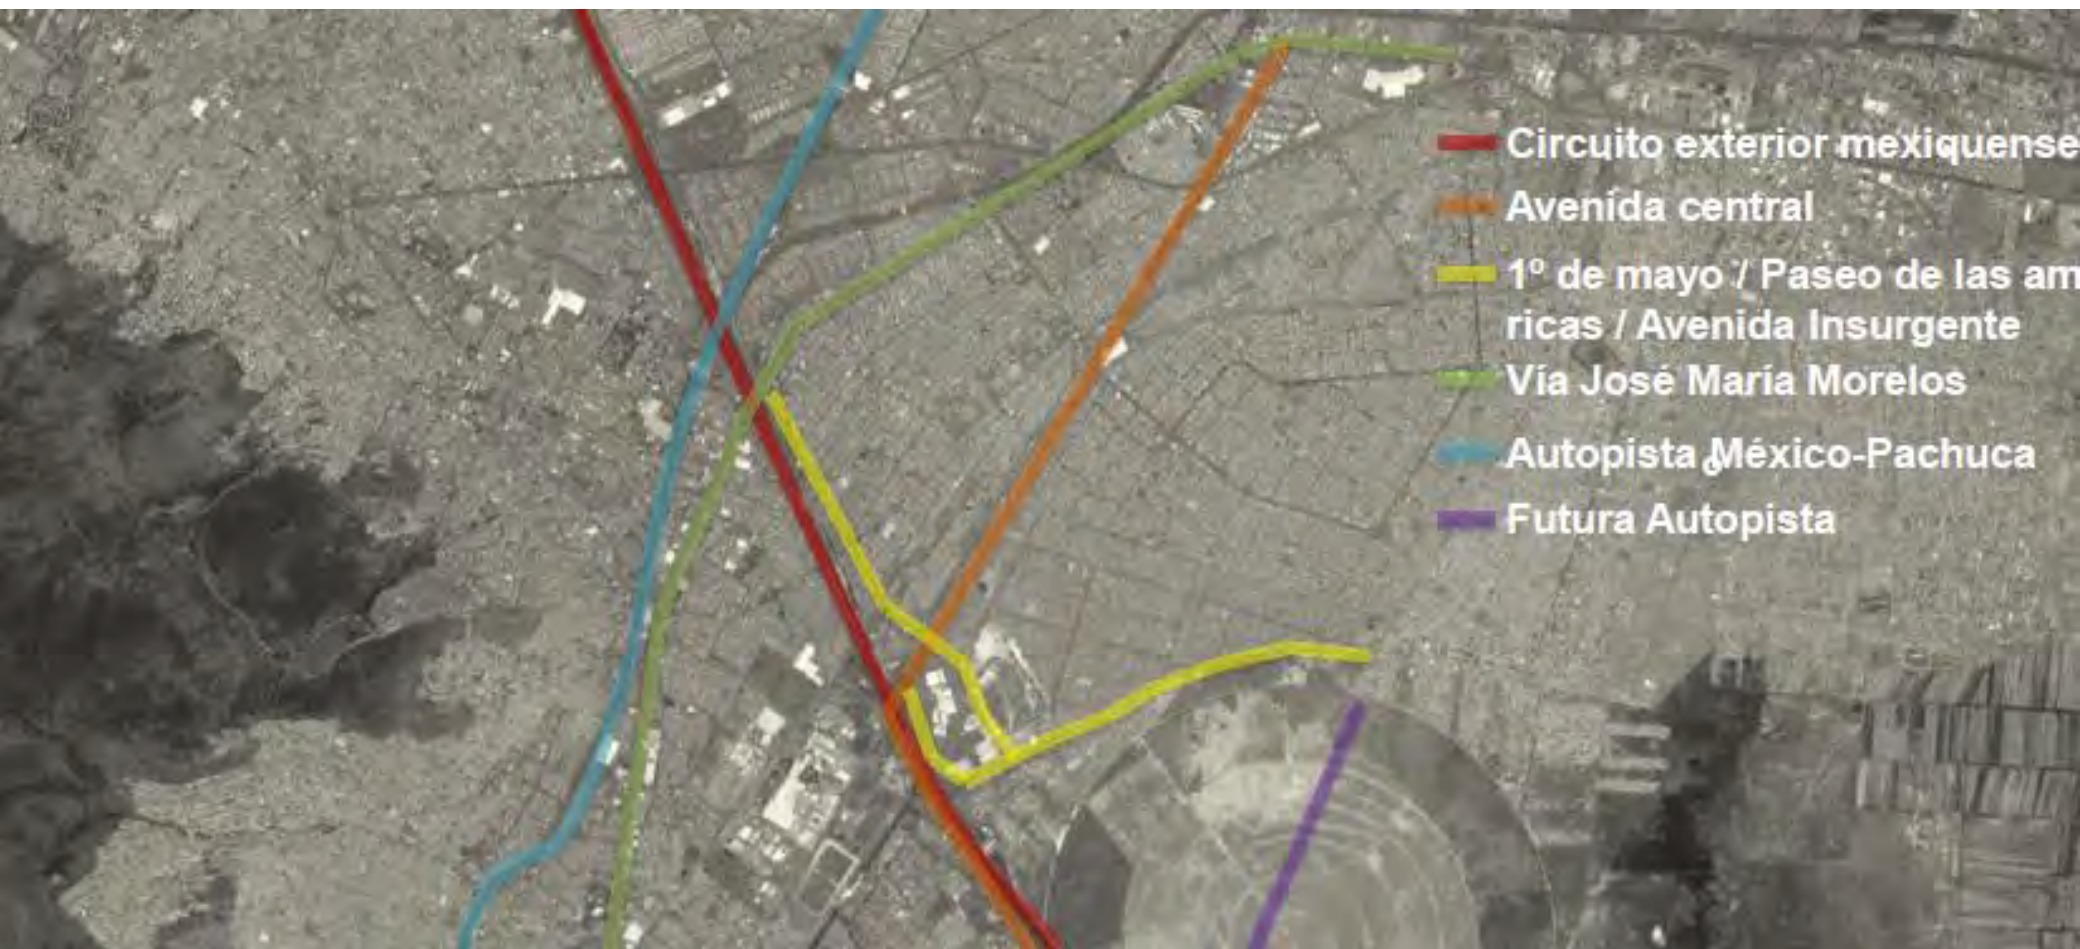 Circuito exterior mexiquense
Avenida central
1º de mayo / Paseo de las am
ricas / Avenida Insurgente
Vía José María Morelos
Autopista México-Pachuca
Futura Autopista